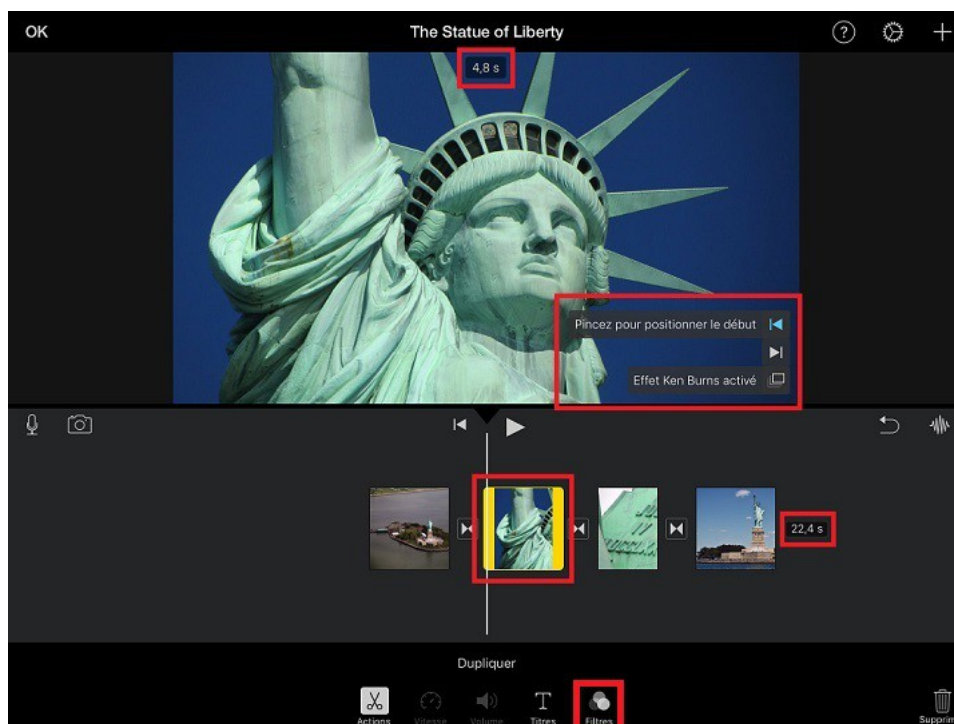 OK
The Statue of Liberty
?
4,8 s
Pincez pour positionner le début
Effet Ken Burns activé
22,4 s
Dupliquer
Actions
Vitesse
Volume
T
Titres
Filtres
Supprim